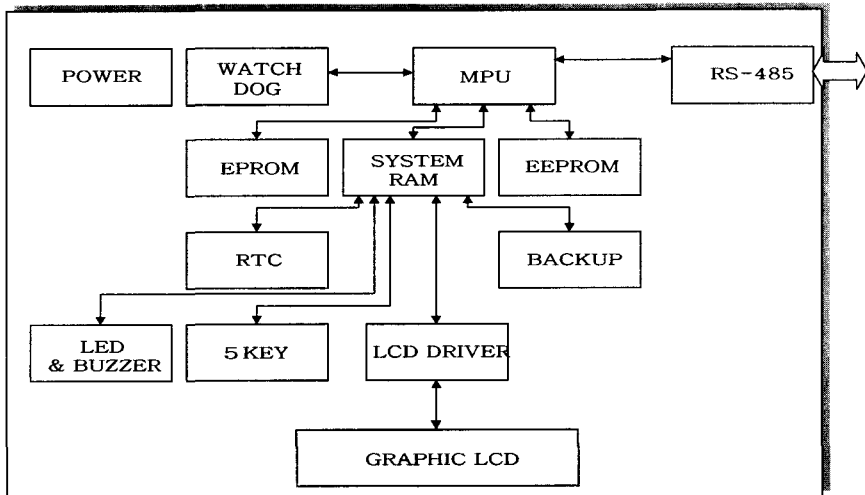 POWER
WATCH
DOG
MPU
RS-485
EPROM
SYSTEM
RAM
EEPROM
RTC
BACKUP
LED
& BUZZER
5 KEY
LCD DRIVER
GRAPHIC LCD